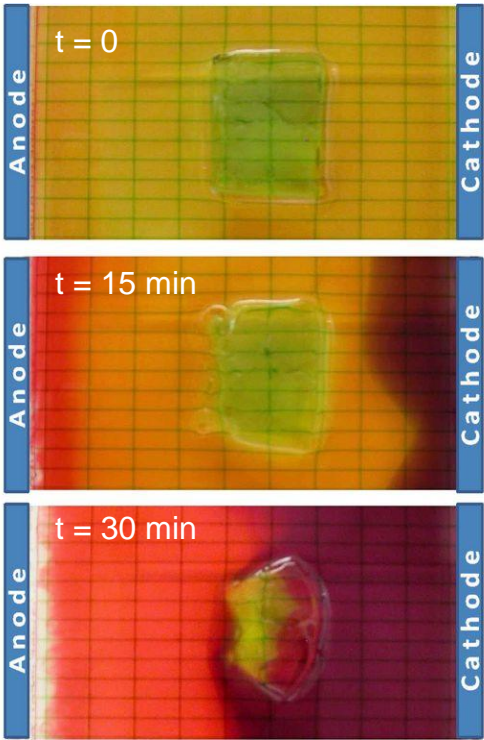 t = 0
Anode
Cathode
t = 15 min
Anode
Cathode
t = 30 min
Anode
Cathode